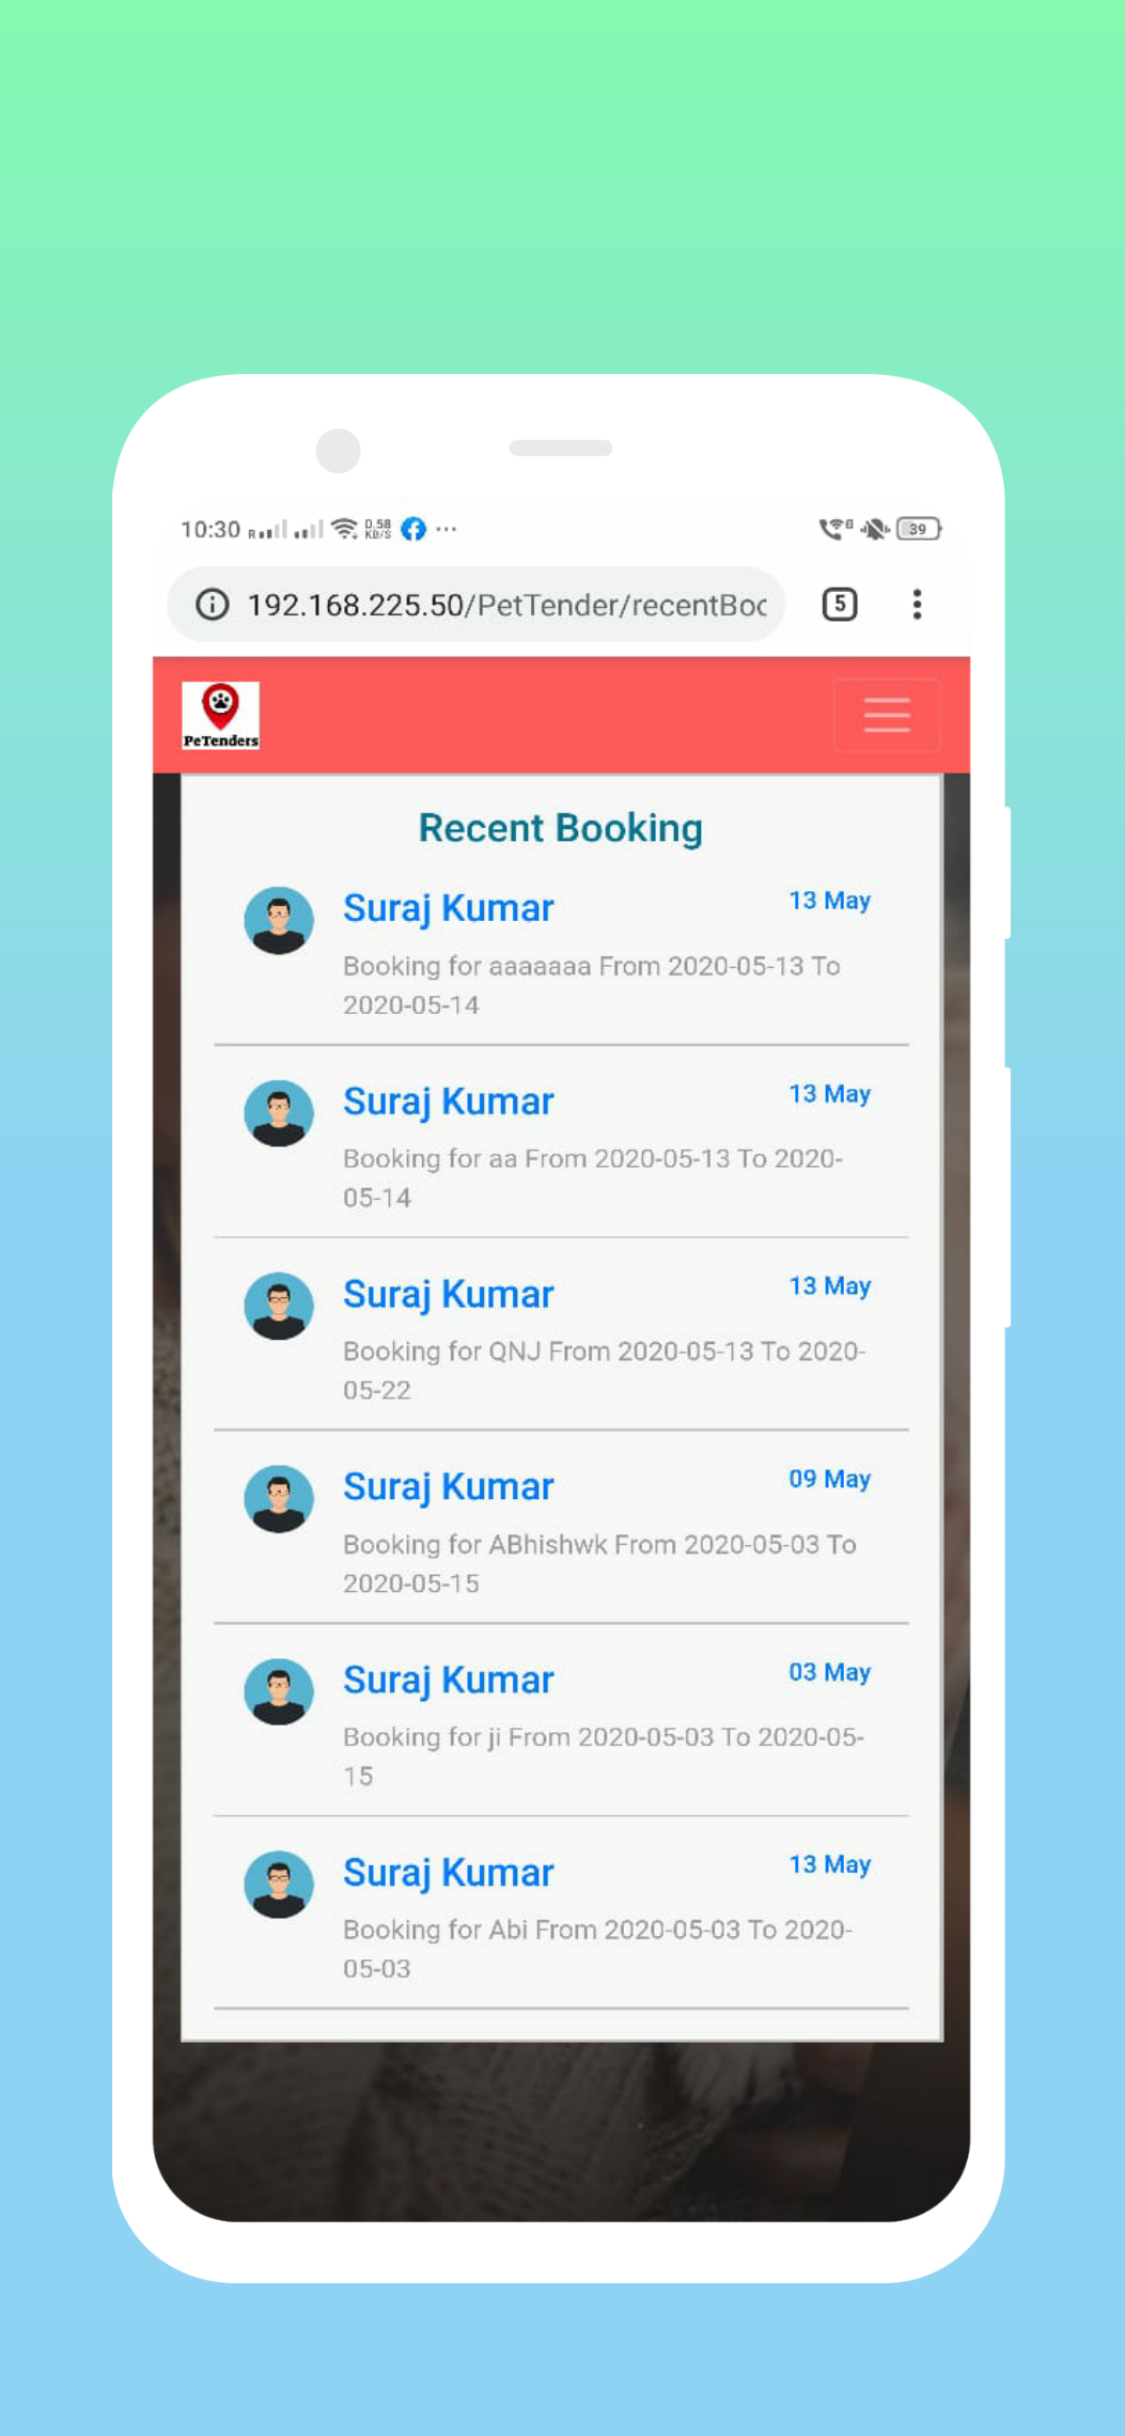 10:30 R 0.58 KB/S ... 39
192.168.225.50/PetTender/recentBoc 5
PeTenders
Recent Booking
Suraj Kumar 13 May
Booking for aaaaaaa From 2020-05-13 To
2020-05-14
Suraj Kumar 13 May
Booking for aa From 2020-05-13 To 2020-
05-14
Suraj Kumar 13 May
Booking for QNJ From 2020-05-13 To 2020-
05-22
Suraj Kumar 09 May
Booking for ABhishwk From 2020-05-03 To
2020-05-15
Suraj Kumar 03 May
Booking for ji From 2020-05-03 To 2020-05-
15
Suraj Kumar 13 May
Booking for Abi From 2020-05-03 To 2020-
05-03